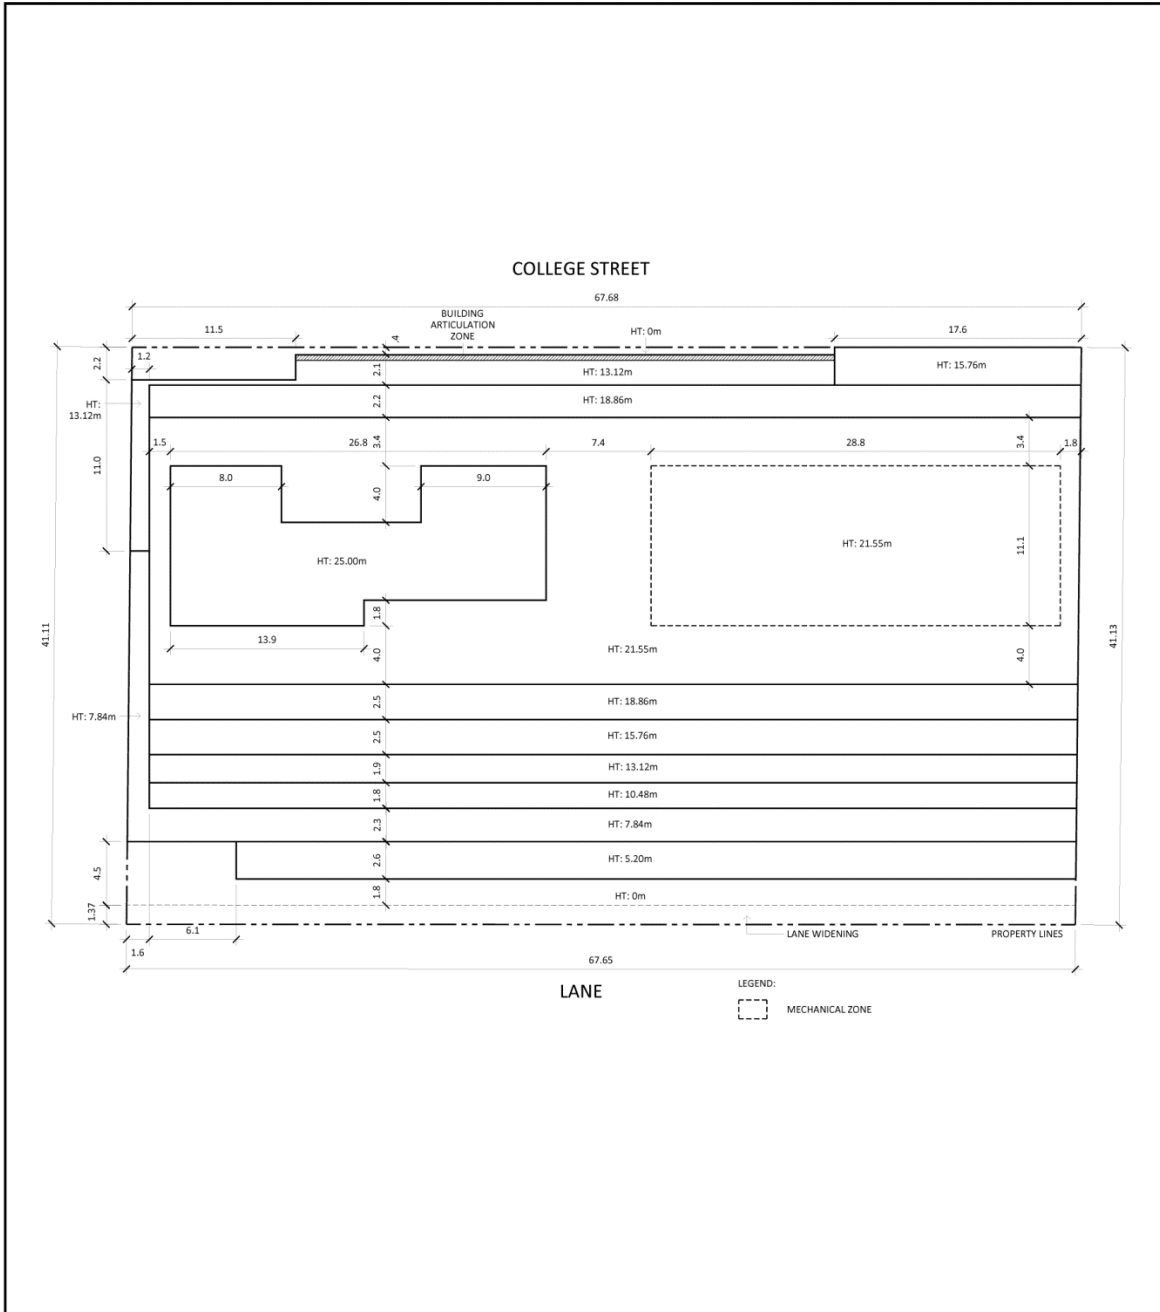 COLLEGE STREET
67.68
BUILDING
ARTICULATION
ZONE
11.5
.4
HT: 0m
17.6
2.2
1.2
2.1
HT: 13.12m
HT: 15.76m
HT:
13.12m
2.2
HT: 18.86m
11.0
1.5
26.8
3.4
7.4
28.8
3.4
1.8
8.0
4.0
9.0
HT: 25.00m
HT: 21.55m
11.1
1.8
13.9
4.0
HT: 21.55m
4.0
41.11
41.13
2.5
HT: 18.86m
HT: 7.84m
2.5
HT: 15.76m
1.9
HT: 13.12m
1.8
HT: 10.48m
2.3
HT: 7.84m
4.5
2.6
HT: 5.20m
1.8
HT: 0m
1.37
6.1
LANE WIDENING
PROPERTY LINES
1.6
67.65
LANE
LEGEND:
MECHANICAL ZONE